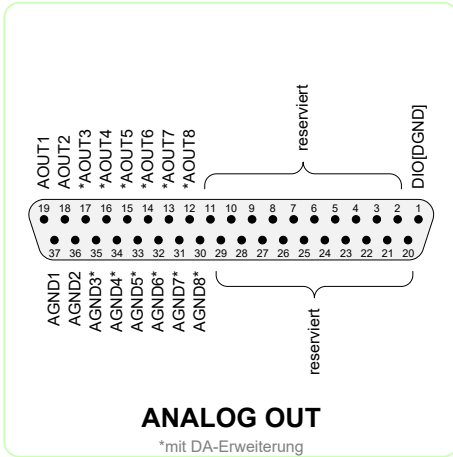 reserviert
AOUT1
AOUT2
*AOUT3
*AOUT4
*AOUT5
*AOUT6
*AOUT7
*AOUT8
DIO[DGND]
19 18 17 16 15 14 13 12 11 10 9 8 7 6 5 4 3 2 1
37 36 35 34 33 32 31 30 29 28 27 26 25 24 23 22 21 20
AGND1
AGND2
AGND3*
AGND4*
AGND5*
AGND6*
AGND7*
AGND8*
reserviert
ANALOG OUT
*mit DA-Erweiterung